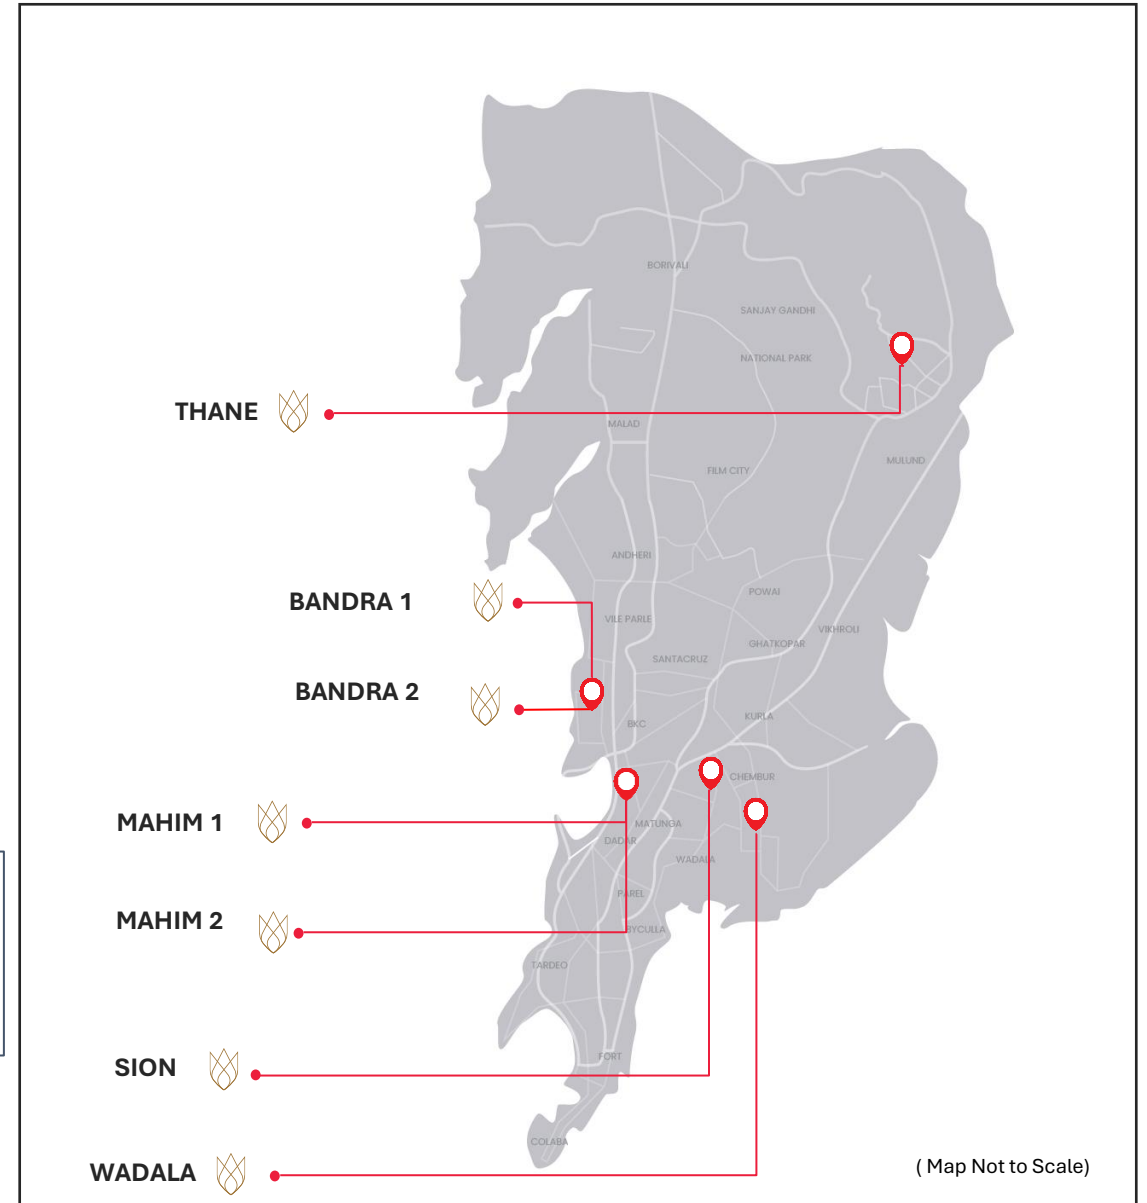 BORIVALI
SANJAY GANDHI
NATIONAL PARK
THANE
MALAD
MULUND
FILM CITY
ANDHERI
POWAI
BANDRA 1
VILE PARLE
VIKHROLI
GHATKOPAR
SANTACRUZ
BANDRA 2
BKC
KURLA
CHEMBUR
MAHIM 1
MATUNGA
DADAR
WADALA
PAREL
MAHIM 2
BYCULLA
TARDEO
FORT
SION
COLABA
WADALA
( Map Not to Scale)